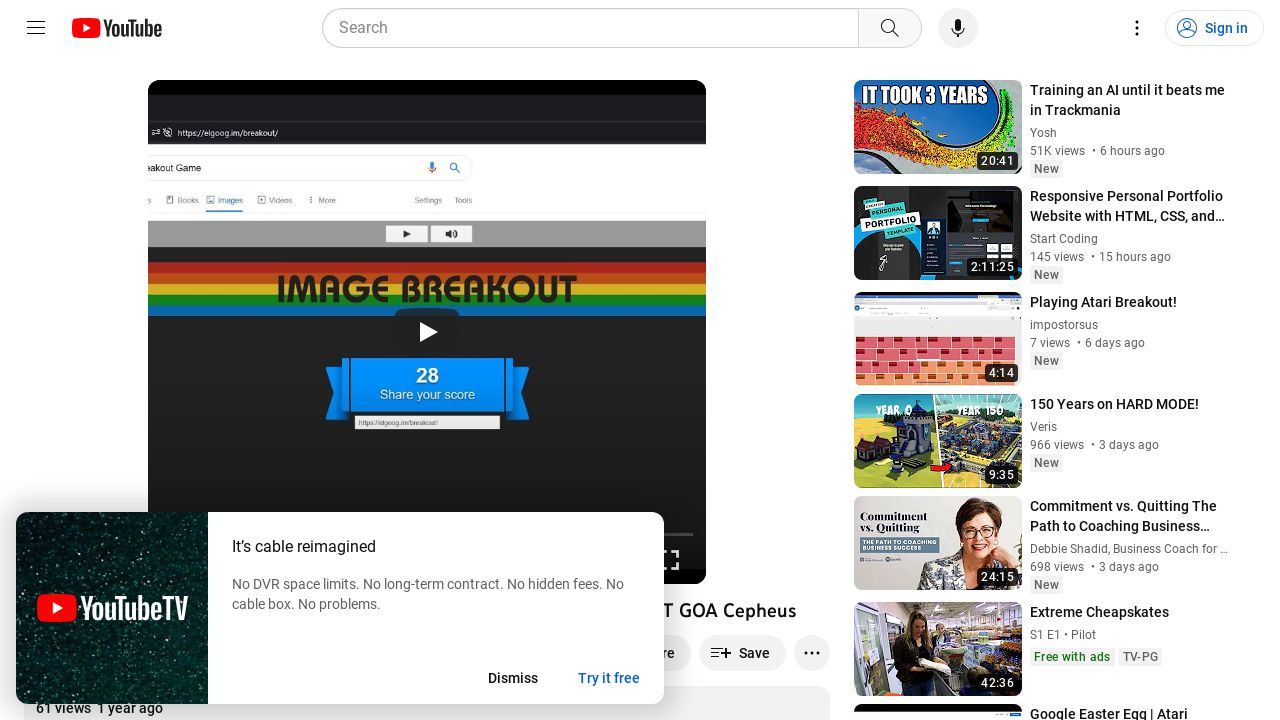 YouTube
Search
Sign in
https://elgoog.im/breakout/
eakout Game
Books Images Videos More Settings Tools
IMAGE BREAKOUT
28
Share your score
https://elgoog.im/breakout/
T GOA Cepheus
re
Save
61 views 1 year ago
YouTubeTV
It’s cable reimagined
No DVR space limits. No long-term contract. No hidden fees. No
cable box. No problems.
Dismiss
Try it free
IT TOOK 3 YEARS
20:41
Training an AI until it beats me
in Trackmania
Yosh
51K views • 6 hours ago
New
PERSONAL
PORTFOLIO
TEMPLATE
2:11:25
Responsive Personal Portfolio
Website with HTML, CSS, and…
Start Coding
145 views • 15 hours ago
New
4:14
Playing Atari Breakout!
impostorsus
7 views • 6 days ago
New
YEAR 0 YEAR 150
9:35
150 Years on HARD MODE!
Veris
966 views • 3 days ago
New
Commitment
vs. Quitting
THE PATH TO COACHING
BUSINESS SUCCESS
24:15
Commitment vs. Quitting The
Path to Coaching Business…
Debbie Shadid, Business Coach for …
698 views • 3 days ago
New
42:36
Extreme Cheapskates
S1 E1 • Pilot
Free with ads TV-PG
Google Easter Egg | Atari